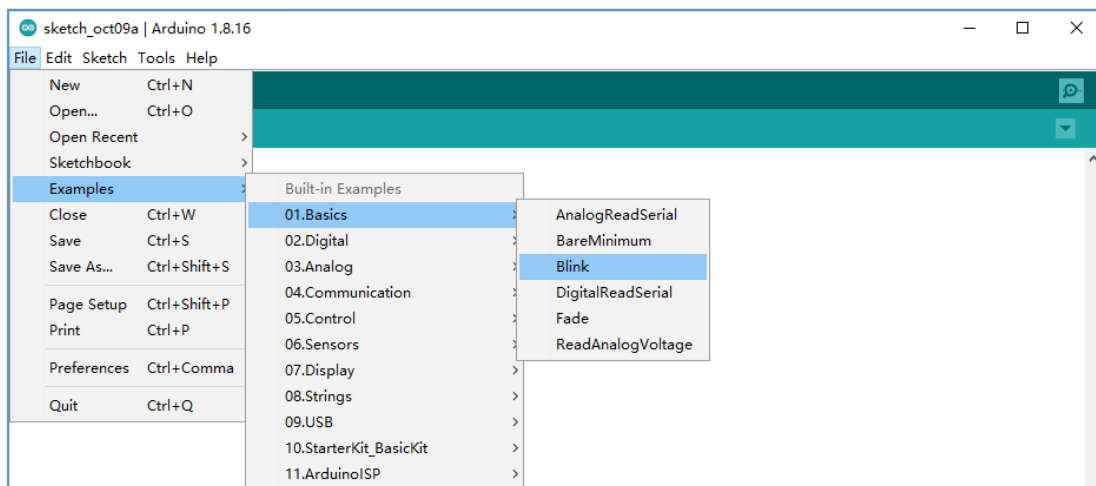 sketch_oct09a | Arduino 1.8.16
File Edit Sketch Tools Help
New Ctrl+N
Open... Ctrl+O
Open Recent
Sketchbook
Examples
Close Ctrl+W
Save Ctrl+S
Save As... Ctrl+Shift+S
Page Setup Ctrl+Shift+P
Print Ctrl+P
Preferences Ctrl+Comma
Quit Ctrl+Q
Built-in Examples
01.Basics
02.Digital
03.Analog
04.Communication
05.Control
06.Sensors
07.Display
08.Strings
09.USB
10.StarterKit_BasicKit
11.ArduinoISP
AnalogReadSerial
BareMinimum
Blink
DigitalReadSerial
Fade
ReadAnalogVoltage